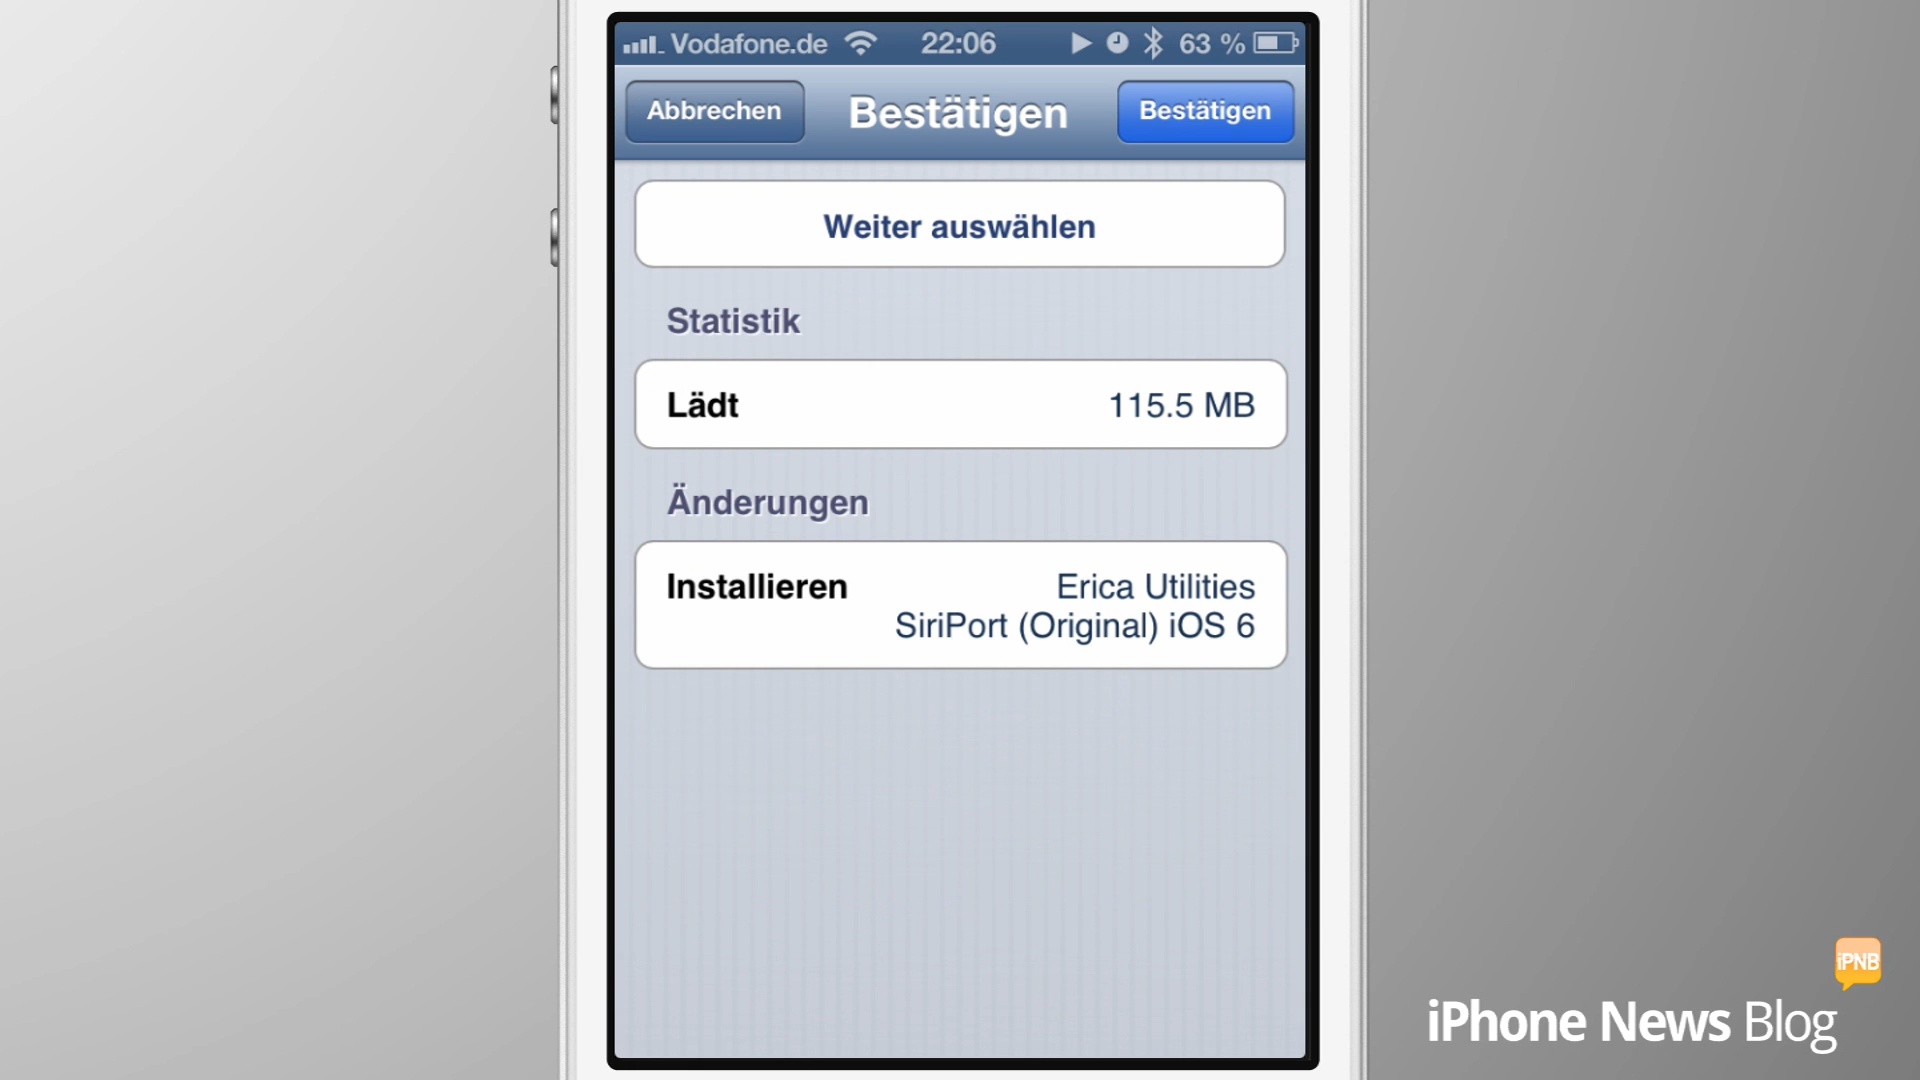 Vodafone.de 22:06 63 %
Abbrechen Bestätigen Bestätigen
Weiter auswählen
Statistik
Lädt 115.5 MB
Änderungen
Installieren Erica Utilities
SiriPort (Original) iOS 6
iPNB
iPhone News Blog